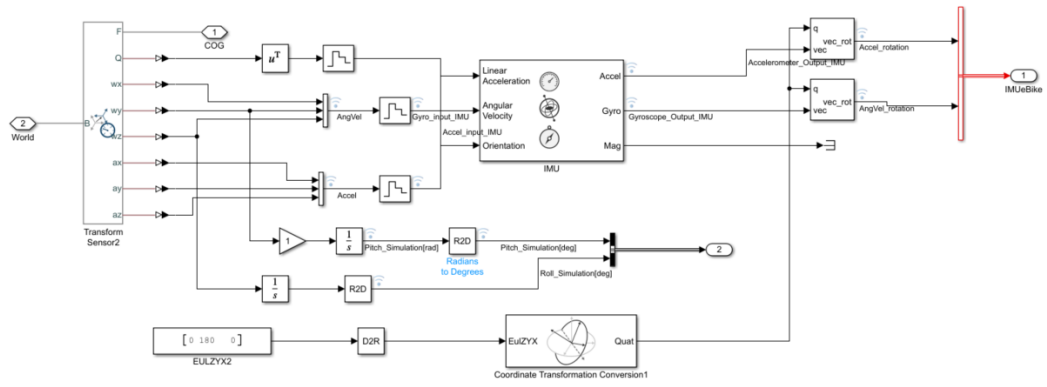 F
1
COG
Q
u^T
wx
wy
AngVel
Gyro_input_IMU
Accel_input_IMU
2
World
B
wz
ax
ay
Accel
az
Transform
Sensor2
Linear
Acceleration
Angular
Velocity
Orientation
Accel
Gyro
Mag
IMU
Accelerometer_Output_IMU
Gyroscope_Output_IMU
q
vec
vec_rot
Accel_rotation
q
vec
vec_rot
AngVel_rotation
1
IMUeBike
1
1
s
Pitch_Simulation[rad]
R2D
Radians
to Degrees
Pitch_Simulation[deg]
2
1
s
R2D
Roll_Simulation[deg]
[0 180 0]
EULZYX2
D2R
EulZYX
Quat
Coordinate Transformation Conversion1